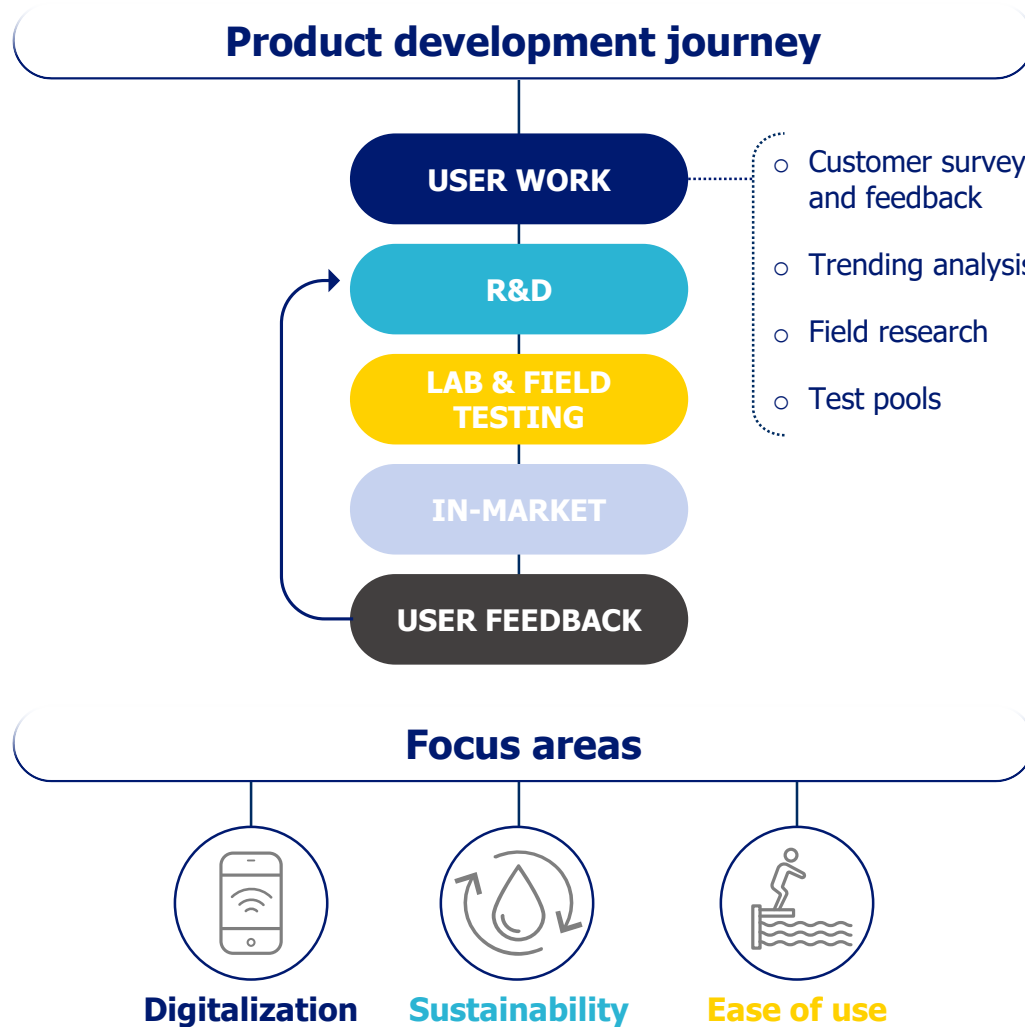 Product development journey
USER WORK
Customer survey
and feedback
R&D
Trending analysis
LAB & FIELD
TESTING
Field research
Test pools
IN-MARKET
USER FEEDBACK
Focus areas
Digitalization
Sustainability
Ease of use